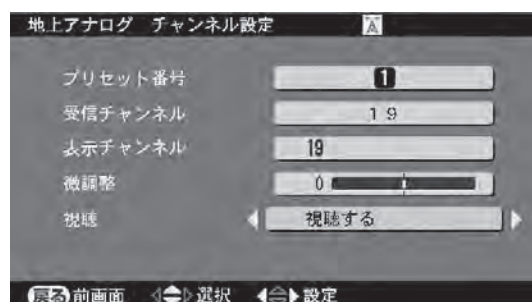 地上アナログ チャンネル設定 A
プリセット番号 1
受信チャンネル 19
表示チャンネル 19
微調整 0
視聴 視聴する
戻る 前画面 選択 設定